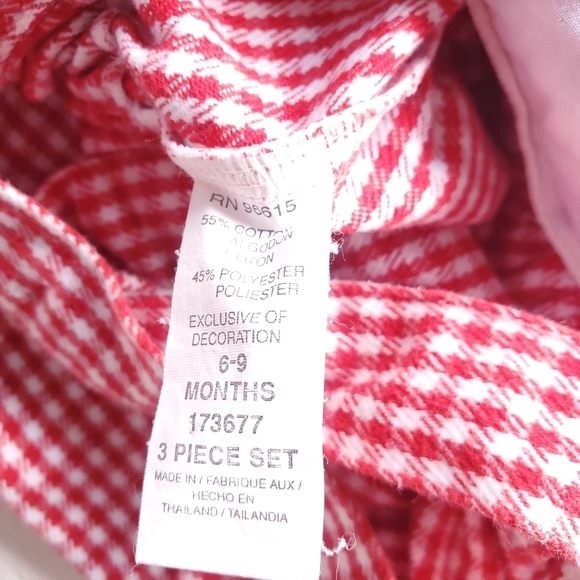 RN 96615
55% COTTON
ALGODON
COTON
45% POLYESTER
POLIESTER
EXCLUSIVE OF
DECORATION
6-9
MONTHS
173677
3 PIECE SET
MADE IN / FABRIQUE AUX /
HECHO EN
THAILAND / TAILANDIA